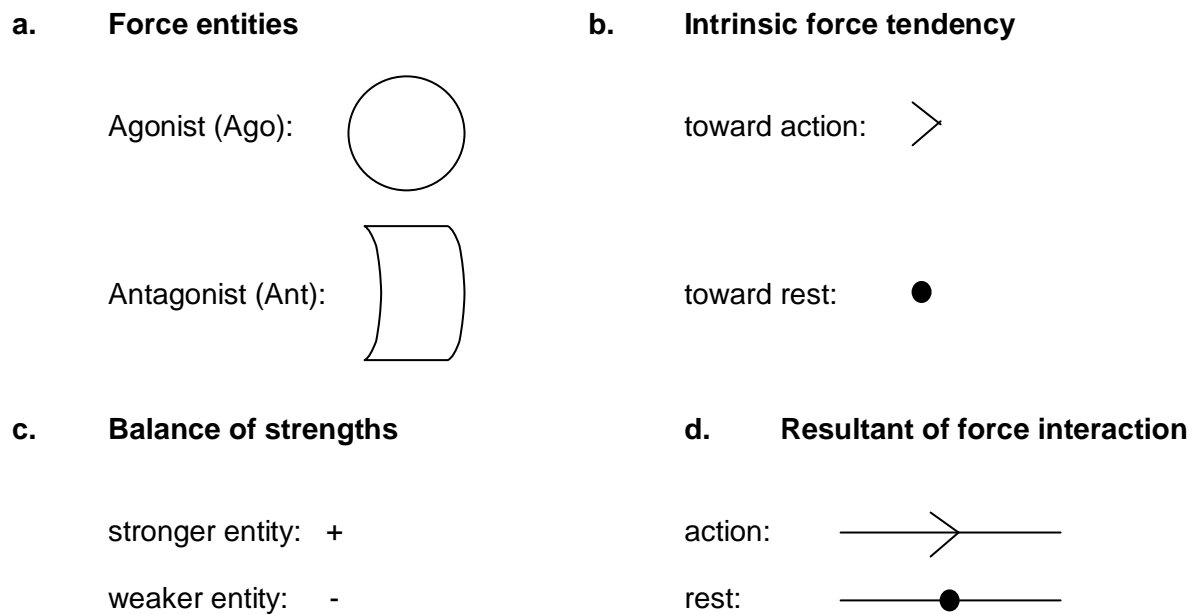 a. Force entities
b. Intrinsic force tendency
Agonist (Ago):
toward action:
Antagonist (Ant):
toward rest:
c. Balance of strengths
d. Resultant of force interaction
stronger entity: +
action:
weaker entity: -
rest: